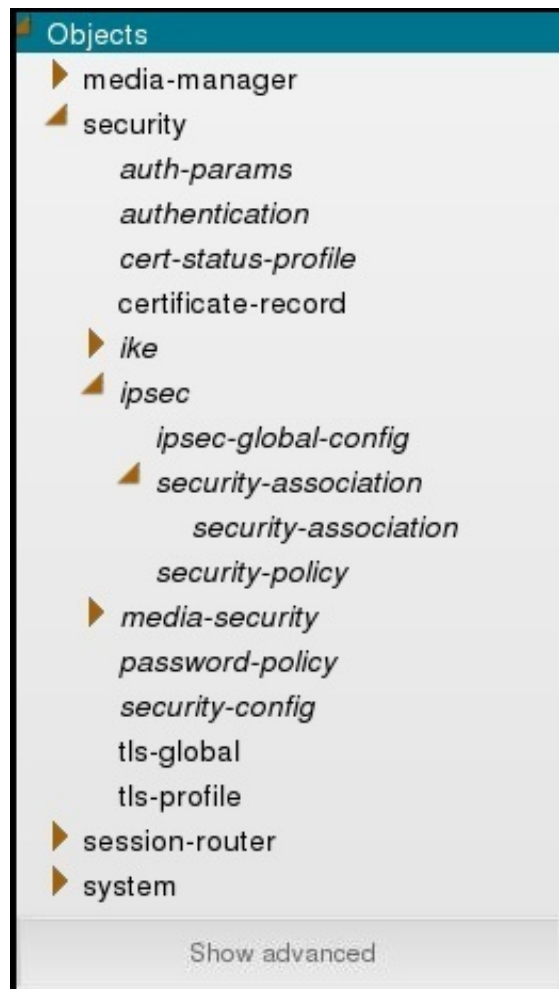 Objects
media-manager
security
auth-params
authentication
cert-status-profile
certificate-record
ike
ipsec
ipsec-global-config
security-association
security-association
security-policy
media-security
password-policy
security-config
tls-global
tls-profile
session-router
system
Show advanced